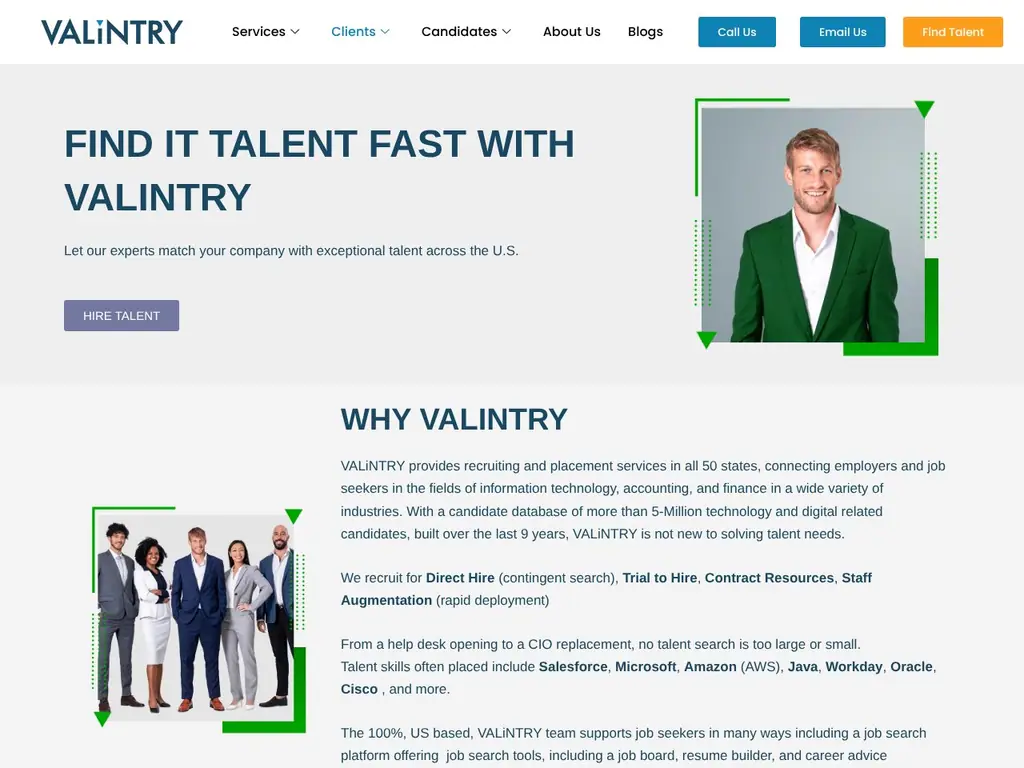 VALiNTRY
Services
Clients
Candidates
About Us
Blogs
Call Us
Email Us
Find Talent
FIND IT TALENT FAST WITH
VALINTRY
Let our experts match your company with exceptional talent across the U.S.
HIRE TALENT
WHY VALINTRY
VALiNTRY provides recruiting and placement services in all 50 states, connecting employers and job
seekers in the fields of information technology, accounting, and finance in a wide variety of
industries. With a candidate database of more than 5-Million technology and digital related
candidates, built over the last 9 years, VALiNTRY is not new to solving talent needs.
We recruit for Direct Hire (contingent search), Trial to Hire, Contract Resources, Staff
Augmentation (rapid deployment)
From a help desk opening to a CIO replacement, no talent search is too large or small.
Talent skills often placed include Salesforce, Microsoft, Amazon (AWS), Java, Workday, Oracle,
Cisco , and more.
The 100%, US based, VALiNTRY team supports job seekers in many ways including a job search
platform offering  job search tools, including a job board, resume builder, and career advice